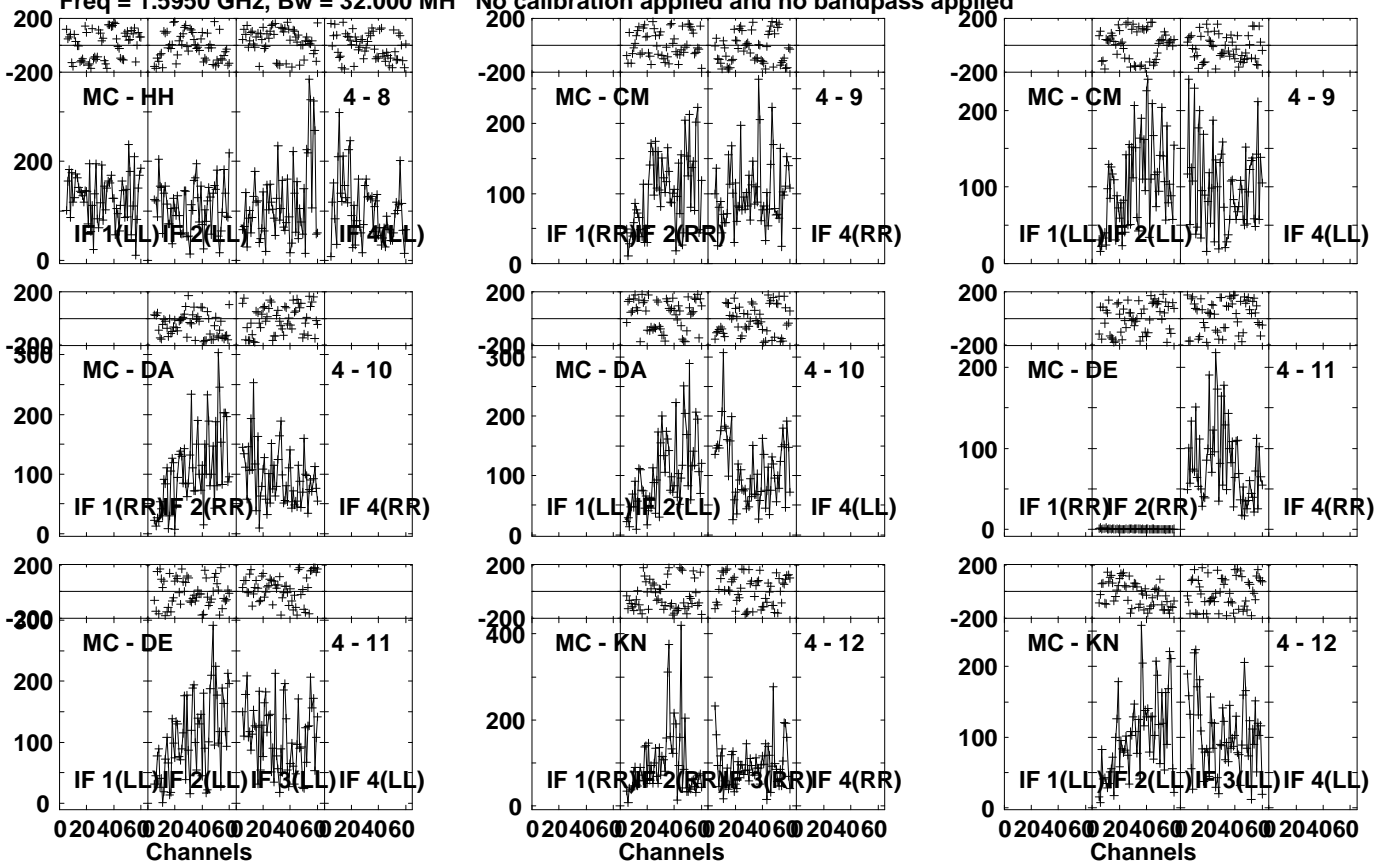 Freq = 1.5950 GHz, Bw = 32.000 MH No calibration applied and no bandpass applied
200 200 200
-200 -200 -200
MC - HH 4 - 8 MC - CM 4 - 9 MC - CM 4 - 9
200 200 200
100 100
IF 1(LL) IF 2(LL) IF 4(LL) IF 1(RR) IF 2(RR) IF 4(RR) IF 1(LL) IF 2(LL) IF 4(LL)
0 0 0
200 200 200
-200 -200 -200
300 300
MC - DA 4 - 10 MC - DA 4 - 10 MC - DE 4 - 11
200 200 200
100 100 100
IF 1(RR) IF 2(RR) IF 4(RR) IF 1(LL) IF 2(LL) IF 4(LL) IF 1(RR) IF 2(RR) IF 4(RR)
0 0 0
200 200 200
-200 -200 -200
300 400
MC - DE 4 - 11 MC - KN 4 - 12 MC - KN 4 - 12
200 200 200
100 100
IF 1(LL) IF 2(LL) IF 3(LL) IF 4(LL) IF 1(RR) IF 2(RR) IF 3(RR) IF 4(RR) IF 1(LL) IF 2(LL) IF 3(LL) IF 4(LL)
0 0 0
0 20 40 60 0 20 40 60 0 20 40 60 0 20 40 60 0 20 40 60 0 20 40 60 0 20 40 60 0 20 40 60 0 20 40 60 0 20 40 60 0 20 40 60 0 20 40 60
Channels Channels Channels